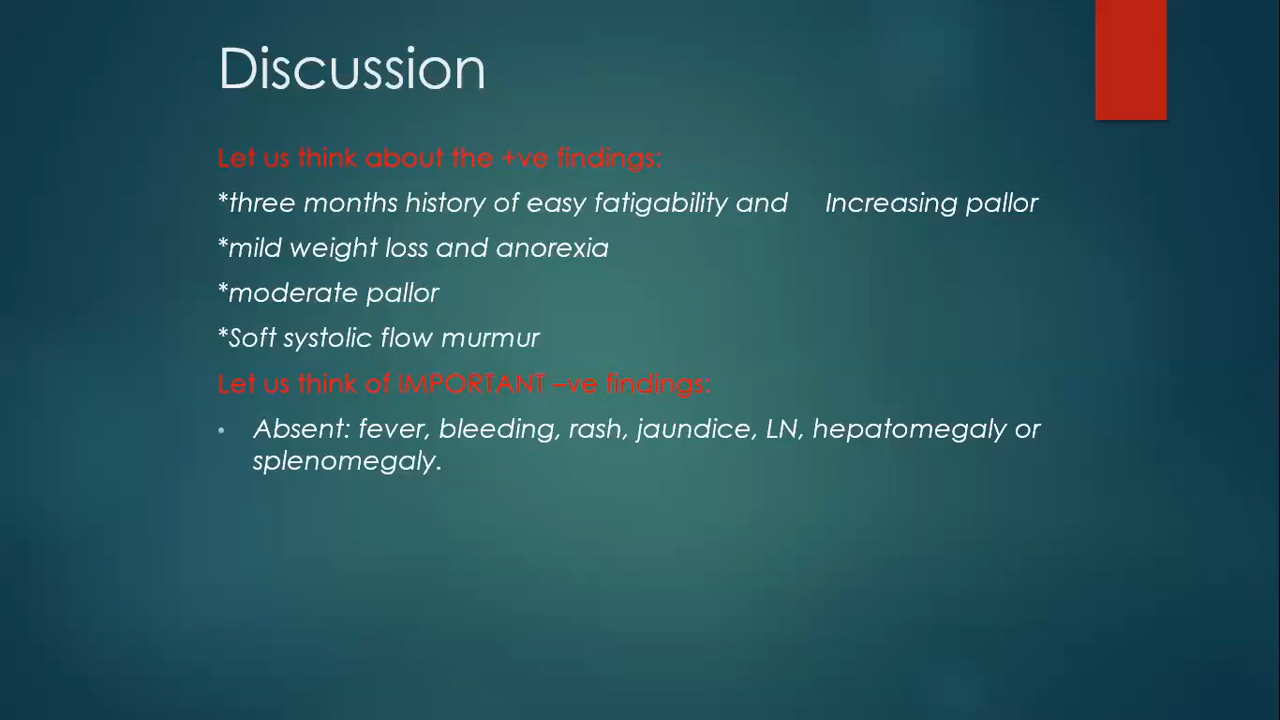 Discussion
Let us think about the +ve findings:
*three months history of easy fatigability and Increasing pallor
*mild weight loss and anorexia
*moderate pallor
*Soft systolic flow murmur
Let us think of IMPORTANT –ve findings:
• Absent: fever, bleeding, rash, jaundice, LN, hepatomegaly or
splenomegaly.